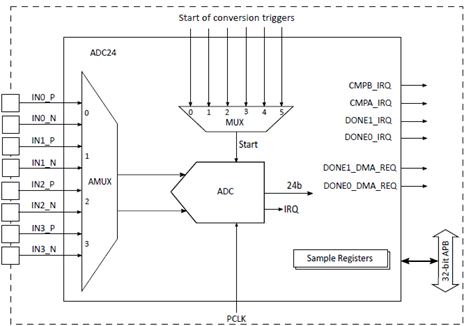 Start of conversion triggers
ADC24
IN0_P
IN0_N
IN1_P
IN1_N
IN2_P
IN2_N
IN3_P
IN3_N
0
1
2
3
AMUX
0 1 2 3 4 5
MUX
Start
ADC
24b
IRQ
PCLK
CMPB_IRQ
CMPA_IRQ
DONE1_IRQ
DONE0_IRQ
DONE1_DMA_REQ
DONE0_DMA_REQ
Sample Registers
32-bit APB